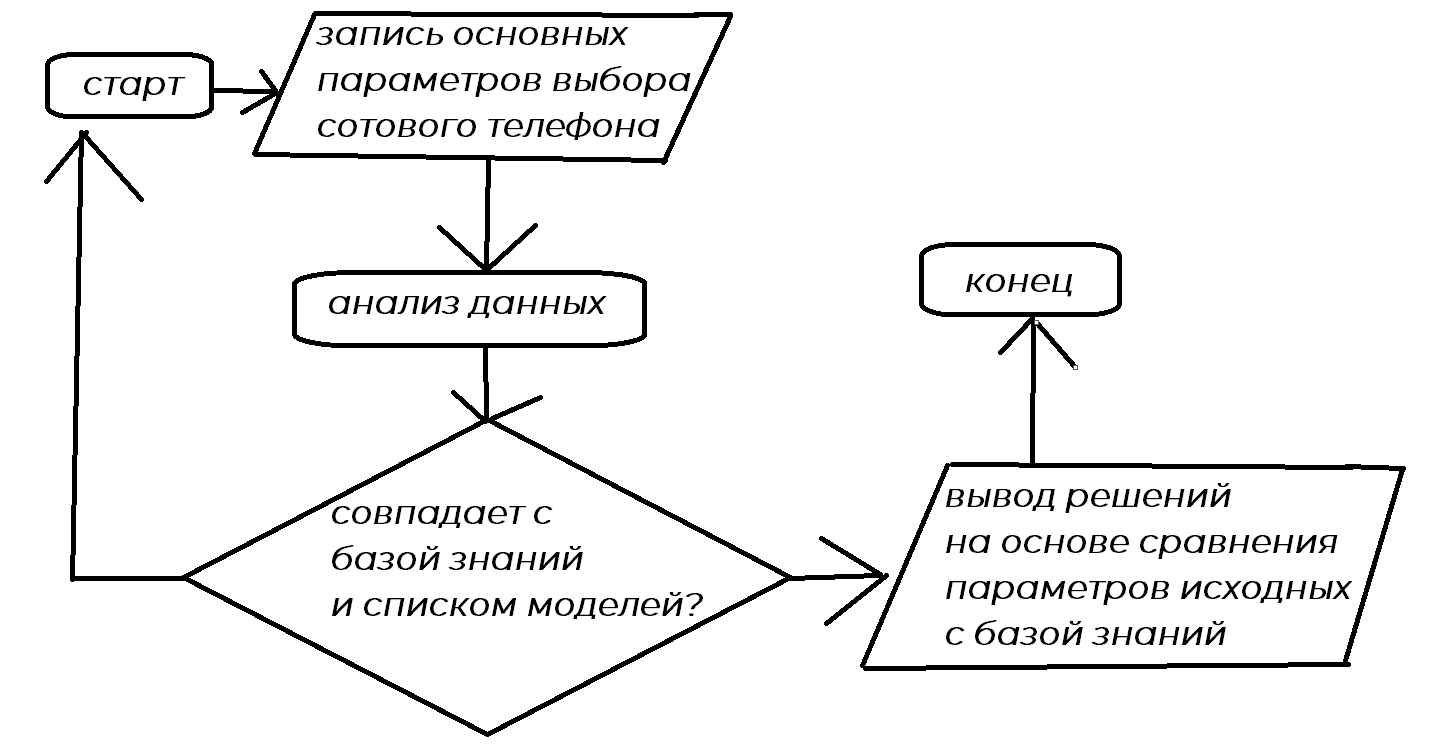 старт
запись основных
параметров выбора
сотового телефона
анализ данных
совпадает с
базой знаний
и списком моделей?
конец
вывод решений
на основе сравнения
параметров исходных
с базой знаний